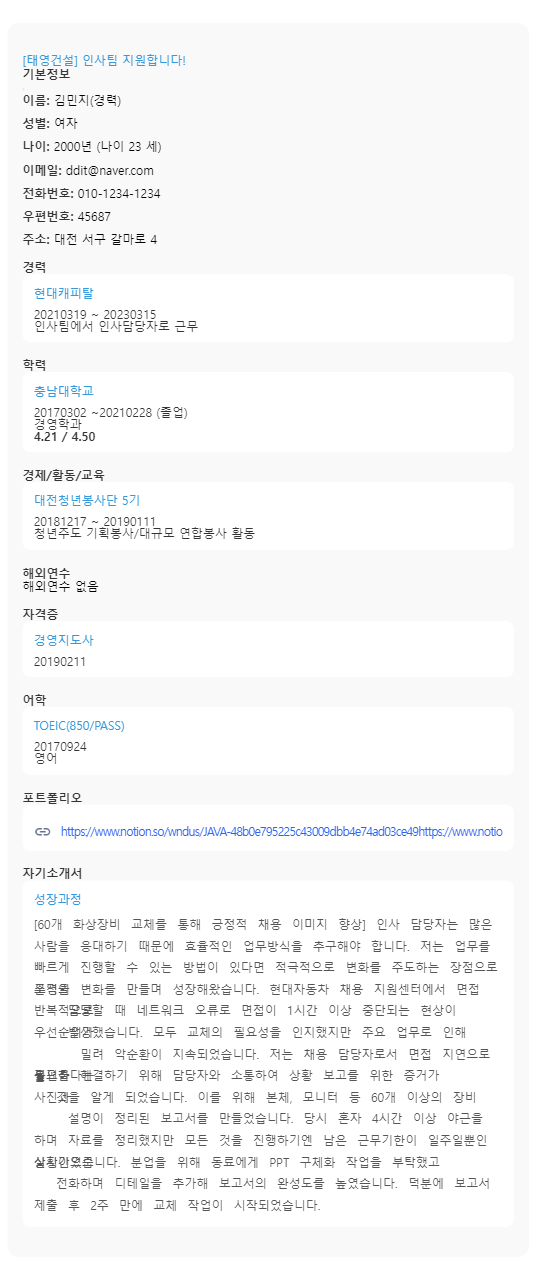 [태영건설] 인사팀 지원합니다!
기본정보
이름: 김민지(경력)
성별: 여자
나이: 2000년 (나이 23 세)
이메일: ddit@naver.com
전화번호: 010-1234-1234
우편번호: 45687
주소: 대전 서구 갈마로 4
경력
현대캐피탈
20210319 ~ 20230315
인사팀에서 인사담당자로 근무
학력
충남대학교
20170302 ~20210228 (졸업)
경영학과
4.21 / 4.50
경제/활동/교육
대전청년봉사단 5기
20181217 ~ 20190111
청년주도 기획봉사/대규모 연합봉사 활동
해외연수
해외연수 없음
자격증
경영지도사
20190211
어학
TOEIC(850/PASS)
20170924
영어
포트폴리오
https://www.notion.so/wndus/JAVA-48b0e795225c43009dbb4e74ad03ce49https://www.notio
자기소개서
성장과정
[60개 화상장비 교체를 통해 긍정적 채용 이미지 향상] 인사 담당자는 많은
사람을 응대하기 때문에 효율적인 업무방식을 추구해야 합니다. 저는 업무를
빠르게 진행할 수 있는 방법이 있다면 적극적으로 변화를 주도하는 장점으로
변화를 만들며 성장해왔습니다. 현대자동차 채용 지원센터에서 면접
때 네트워크 오류로 면접이 1시간 이상 중단되는 현상이
모두 교체의 필요성을 인지했지만 주요 업무로 인해
밀려 악순환이 지속되었습니다. 저는 채용 담당자로서 면접 지연으로
위해 담당자와 소통하여 상황 보고를 위한 증거가
알게 되었습니다. 이를 위해 본체, 모니터 등 60개 이상의 장비
설명이 정리된 보고서를 만들었습니다. 당시 혼자 4시간 이상 야근을
하며 자료를 정리했지만 모든 것을 진행하기엔 남은 근무기한이 일주일뿐인
분업을 위해 동료에게 PPT 구체화 작업을 부탁했고
전화하며 디테일을 추가해 보고서의 완성도를 높였습니다. 덕분에 보고서
제출 후 2주 만에 교체 작업이 시작되었습니다.